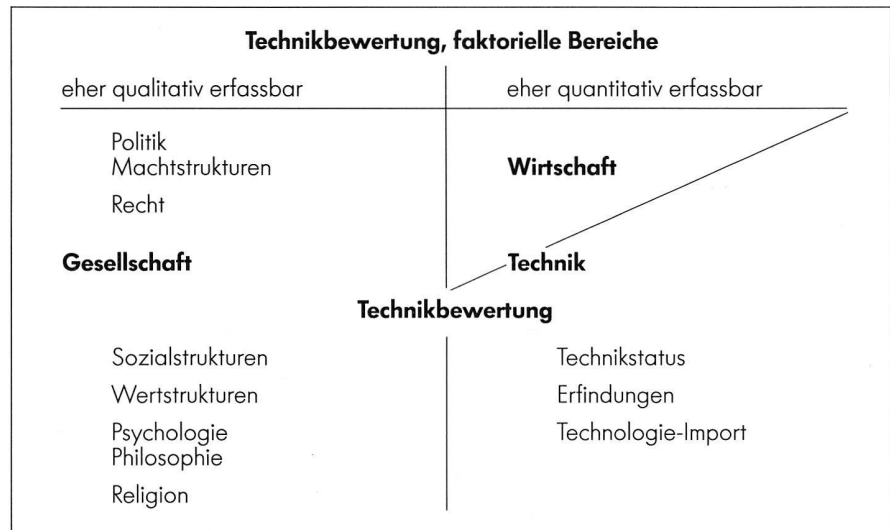 Technikbewertung, faktorielle Bereiche
eher qualitativ erfassbar
eher quantitativ erfassbar
Politik
Machtstrukturen
Recht
Wirtschaft
Gesellschaft
Technik
Technikbewertung
Sozialstrukturen
Wertstrukturen
Psychologie
Philosophie
Religion
Technikstatus
Erfindungen
Technologie-Import